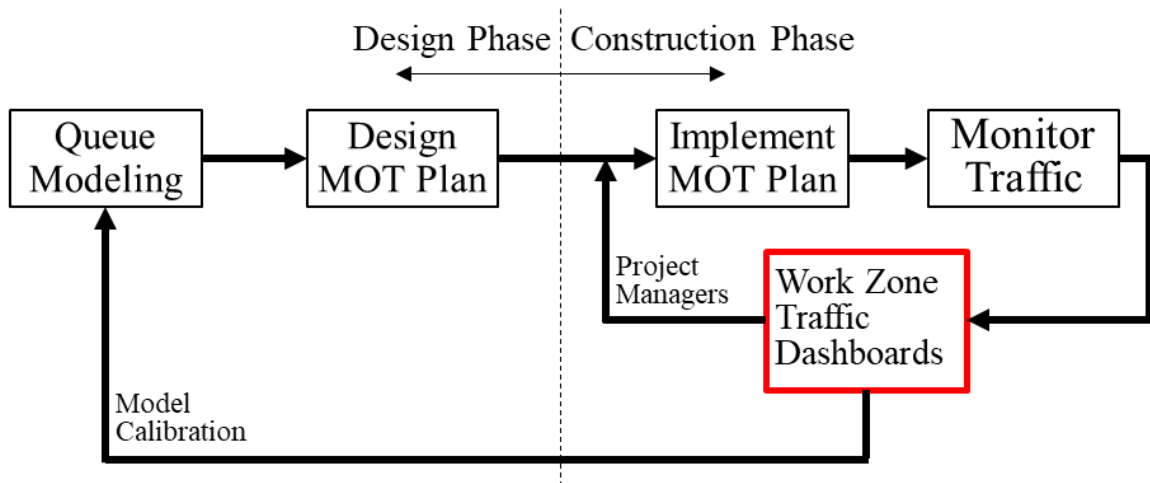 Design Phase
Construction Phase
Queue
Modeling
Design
MOT Plan
Implement
MOT Plan
Monitor
Traffic
Project
Managers
Work Zone
Traffic
Dashboards
Model
Calibration